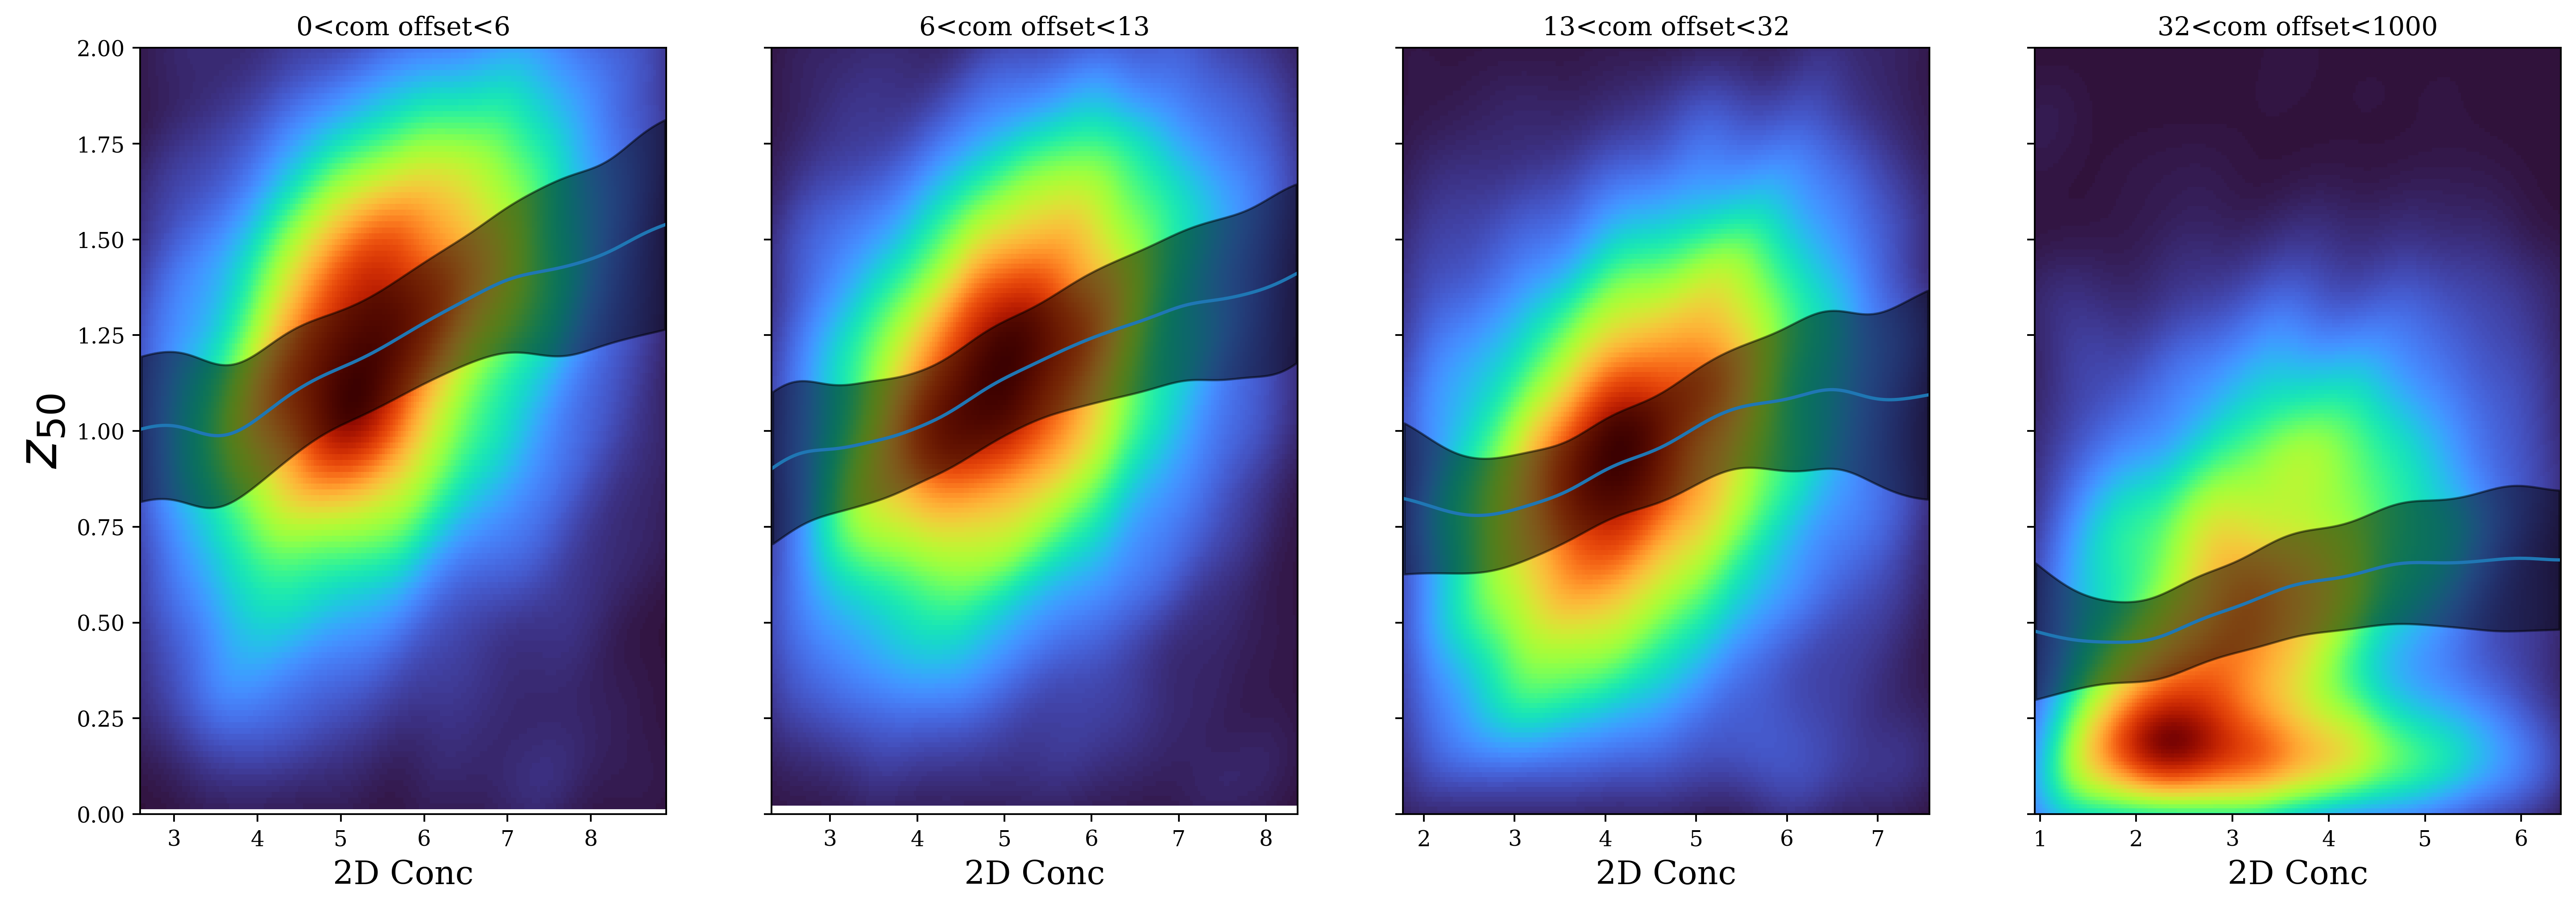 0<com offset<6
6<com offset<13
13<com offset<32
32<com offset<1000
2.00
1.75
1.50
1.25
1.00
0.75
0.50
0.25
0.00
z50
3 4 5 6 7 8
3 4 5 6 7 8
2 3 4 5 6 7
1 2 3 4 5 6
2D Conc
2D Conc
2D Conc
2D Conc